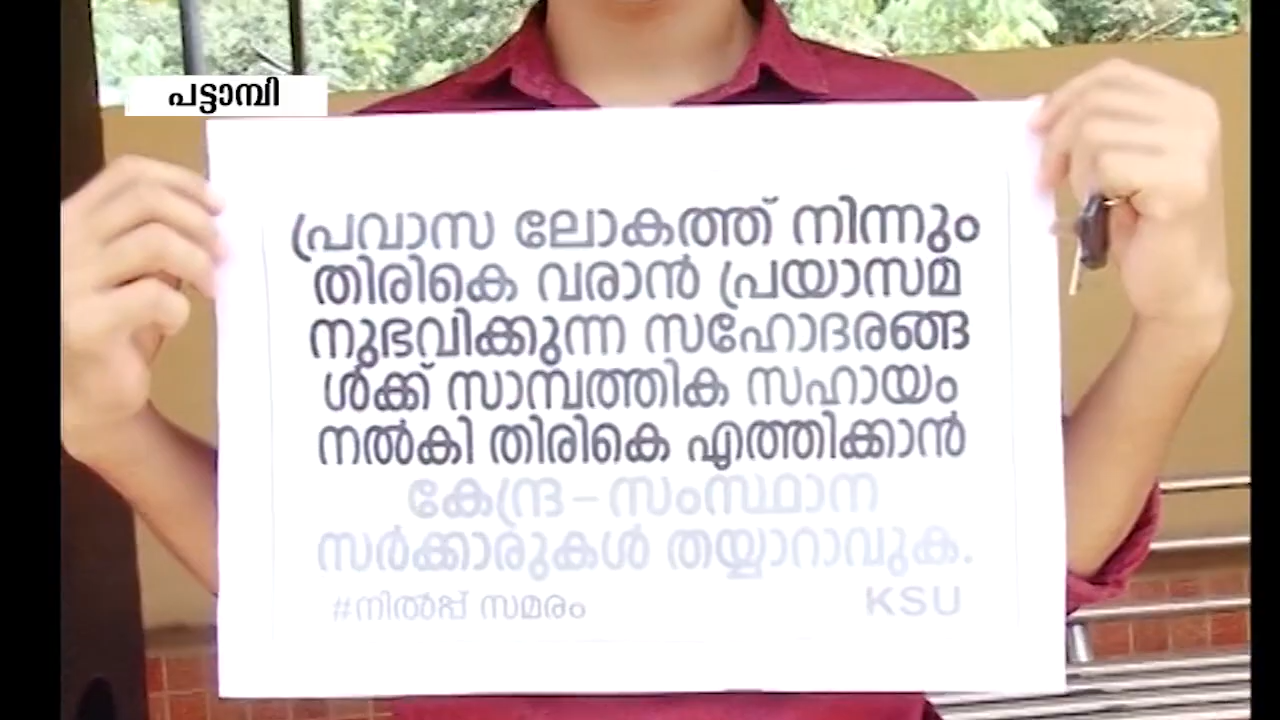 പട്ടാമ്പി
പ്രവാസ ലോകത്ത് നിന്നും
തിരികെ വരാൻ പ്രയാസമ
നുഭവിക്കുന്ന സഹോദരങ്ങ
ൾക്ക് സാമ്പത്തിക സഹായം
നൽകി തിരികെ എത്തിക്കാൻ
കേന്ദ്ര - സംസ്ഥാന
സർക്കാരുകൾ തയ്യാറാവുക.
#നിൽപ്പ് സമരം KSU